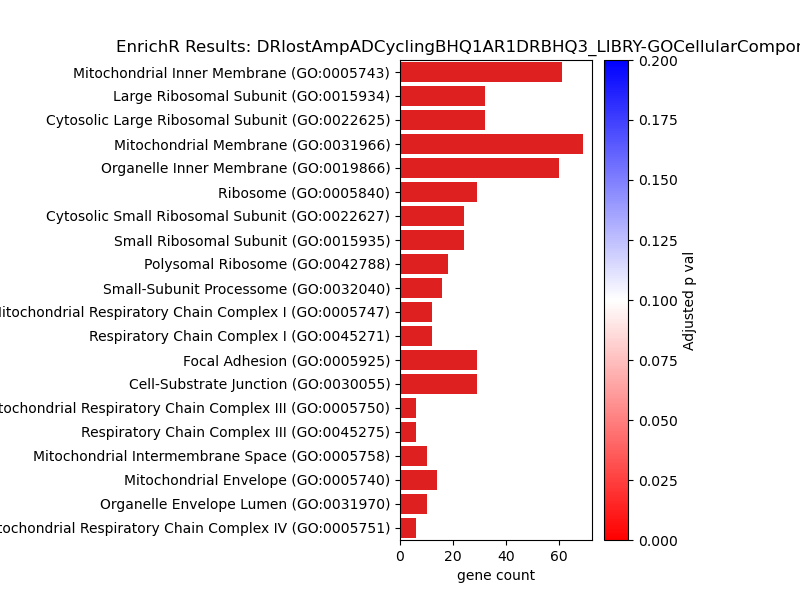 EnrichR Results: DRlostAmpADCyclingBHQ1AR1DRBHQ3_LIBRY-GOCellularCompor
Mitochondrial Inner Membrane (GO:0005743)
Large Ribosomal Subunit (GO:0015934)
Cytosolic Large Ribosomal Subunit (GO:0022625)
Mitochondrial Membrane (GO:0031966)
Organelle Inner Membrane (GO:0019866)
Ribosome (GO:0005840)
Cytosolic Small Ribosomal Subunit (GO:0022627)
Small Ribosomal Subunit (GO:0015935)
Polysomal Ribosome (GO:0042788)
Small-Subunit Processome (GO:0032040)
itochondrial Respiratory Chain Complex I (GO:0005747)
Respiratory Chain Complex I (GO:0045271)
Focal Adhesion (GO:0005925)
Cell-Substrate Junction (GO:0030055)
tochondrial Respiratory Chain Complex III (GO:0005750)
Respiratory Chain Complex III (GO:0045275)
Mitochondrial Intermembrane Space (GO:0005758)
Mitochondrial Envelope (GO:0005740)
Organelle Envelope Lumen (GO:0031970)
tochondrial Respiratory Chain Complex IV (GO:0005751)
0 20 40 60
gene count
0.200
0.175
0.150
0.125
0.100
0.075
0.050
0.025
0.000
Adjusted p val